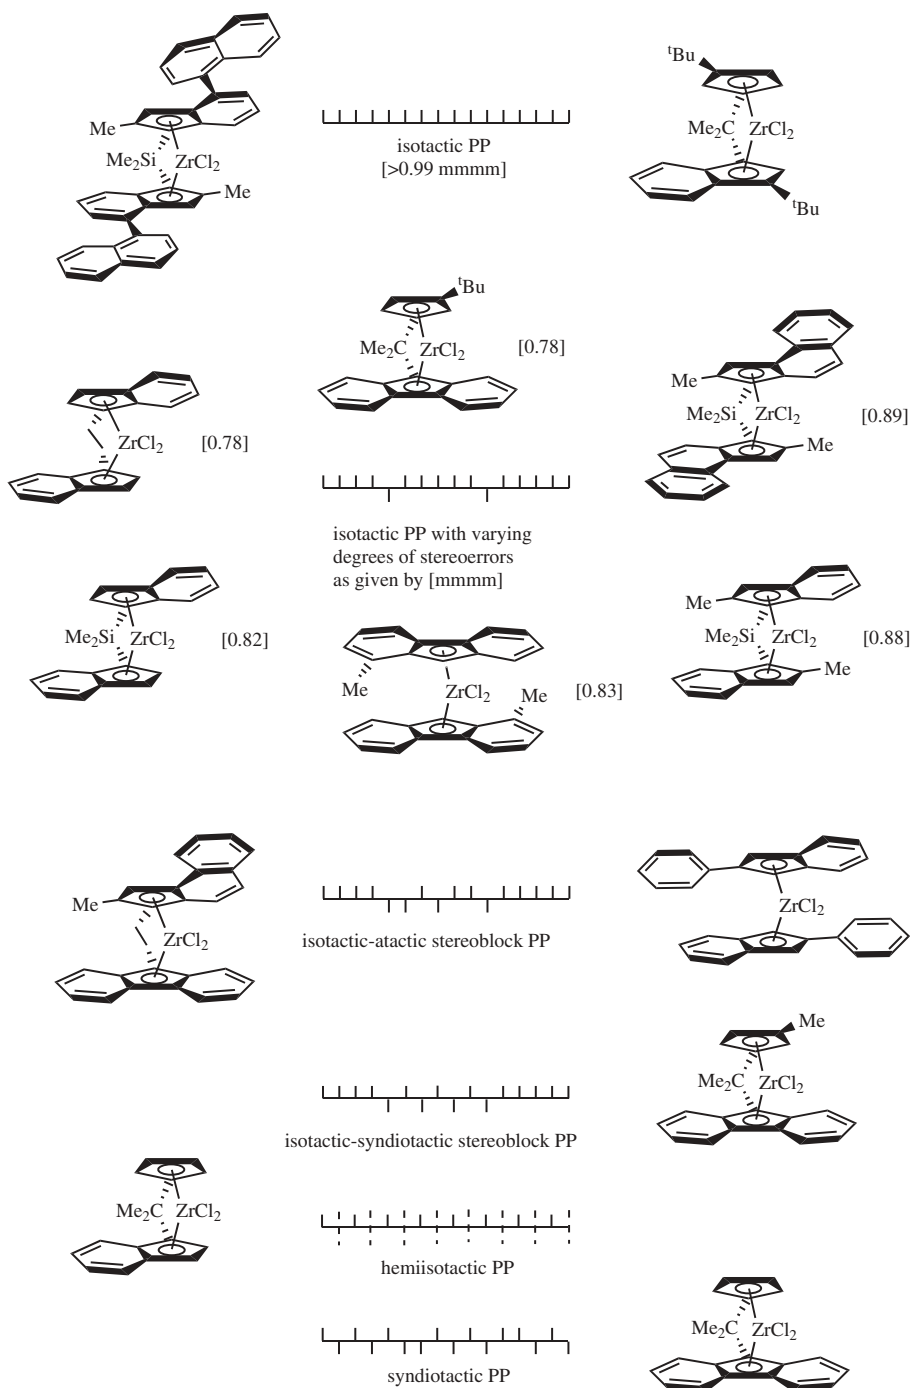 Me
Me₂Si
ZrCl₂
Me
isotactic PP
[>0.99 mmmm]
ᵗBu
Me₂C
ZrCl₂
ᵗBu
ᵗBu
Me₂C
ZrCl₂
[0.78]
ZrCl₂
[0.78]
Me
Me₂Si
ZrCl₂
[0.89]
Me
isotactic PP with varying
degrees of stereoerrors
as given by [mmmm]
Me₂Si
ZrCl₂
[0.82]
Me
ZrCl₂
Me
[0.83]
Me
Me₂Si
ZrCl₂
[0.88]
Me
Me
ZrCl₂
isotactic-atactic stereoblock PP
ZrCl₂
Me
Me₂C
ZrCl₂
isotactic-syndiotactic stereoblock PP
Me₂C
ZrCl₂
hemiisotactic PP
Me₂C
ZrCl₂
syndiotactic PP